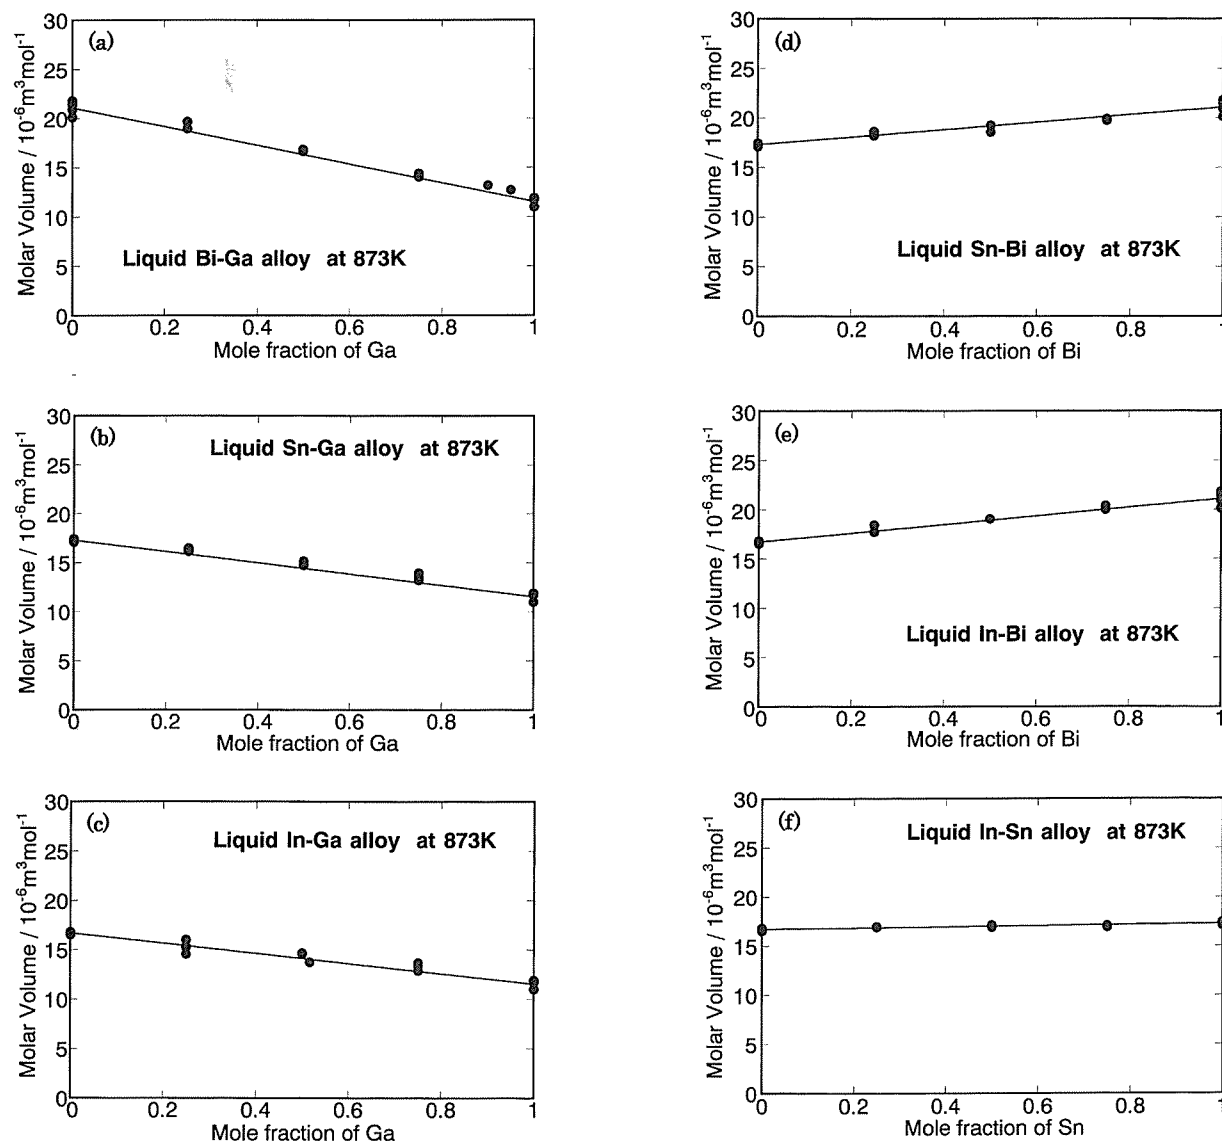 (a)
30
25
20
15
10
5
0
Molar Volume / 10⁻⁶m³mol⁻¹
Liquid Bi-Ga alloy at 873K
0 0.2 0.4 0.6 0.8 1
Mole fraction of Ga
(b)
30
25
20
15
10
5
0
Molar Volume / 10⁻⁶m³mol⁻¹
Liquid Sn-Ga alloy at 873K
0 0.2 0.4 0.6 0.8 1
Mole fraction of Ga
(c)
30
25
20
15
10
5
0
Molar Volume / 10⁻⁶m³mol⁻¹
Liquid In-Ga alloy at 873K
0 0.2 0.4 0.6 0.8 1
Mole fraction of Ga
(d)
30
25
20
15
10
5
0
Molar Volume / 10⁻⁶m³mol⁻¹
Liquid Sn-Bi alloy at 873K
0 0.2 0.4 0.6 0.8 1
Mole fraction of Bi
(e)
30
25
20
15
10
5
0
Molar Volume / 10⁻⁶m³mol⁻¹
Liquid In-Bi alloy at 873K
0 0.2 0.4 0.6 0.8 1
Mole fraction of Bi
(f)
30
25
20
15
10
5
0
Molar Volume / 10⁻⁶m³mol⁻¹
Liquid In-Sn alloy at 873K
0 0.2 0.4 0.6 0.8 1
Mole fraction of Sn